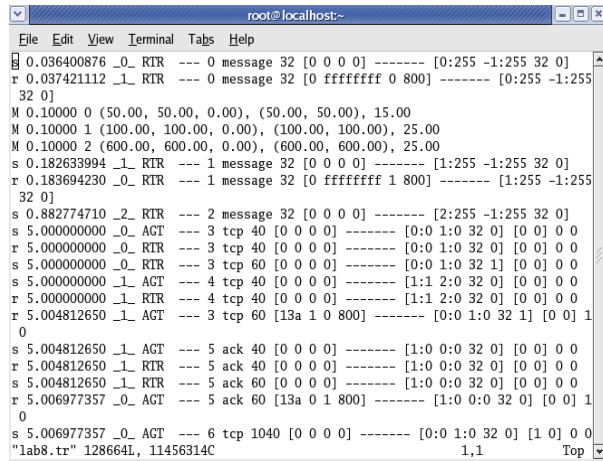 root@localhost:~
File Edit View Terminal Tabs Help
s 0.036400876 _0_ RTR --- 0 message 32 [0 0 0 0] ------- [0:255 -1:255 32 0]
r 0.037421112 _1_ RTR --- 0 message 32 [0 ffffffff 0 800] ------- [0:255 -1:255
32 0]
M 0.10000 0 (50.00, 50.00, 0.00), (50.00, 50.00), 15.00
M 0.10000 1 (100.00, 100.00, 0.00), (100.00, 100.00), 25.00
M 0.10000 2 (600.00, 600.00, 0.00), (600.00, 600.00), 25.00
s 0.182633994 _1_ RTR --- 1 message 32 [0 0 0 0] ------- [1:255 -1:255 32 0]
r 0.183694230 _0_ RTR --- 1 message 32 [0 ffffffff 1 800] ------- [1:255 -1:255
32 0]
s 0.882774710 _2_ RTR --- 2 message 32 [0 0 0 0] ------- [2:255 -1:255 32 0]
s 5.000000000 _0_ AGT --- 3 tcp 40 [0 0 0 0] ------- [0:0 1:0 32 0] [0 0] 0 0
r 5.000000000 _0_ RTR --- 3 tcp 40 [0 0 0 0] ------- [0:0 1:0 32 0] [0 0] 0 0
s 5.000000000 _0_ RTR --- 3 tcp 60 [0 0 0 0] ------- [0:0 1:0 32 1] [0 0] 0 0
s 5.000000000 _1_ AGT --- 4 tcp 40 [0 0 0 0] ------- [1:1 2:0 32 0] [0 0] 0 0
r 5.000000000 _1_ RTR --- 4 tcp 40 [0 0 0 0] ------- [1:1 2:0 32 0] [0 0] 0 0
r 5.004812650 _1_ AGT --- 3 tcp 60 [13a 1 0 800] ------- [0:0 1:0 32 1] [0 0] 1
0
s 5.004812650 _1_ AGT --- 5 ack 40 [0 0 0 0] ------- [1:0 0:0 32 0] [0 0] 0 0
r 5.004812650 _1_ RTR --- 5 ack 40 [0 0 0 0] ------- [1:0 0:0 32 0] [0 0] 0 0
s 5.004812650 _1_ RTR --- 5 ack 60 [0 0 0 0] ------- [1:0 0:0 32 0] [0 0] 0 0
r 5.006977357 _0_ AGT --- 5 ack 60 [13a 0 1 800] ------- [1:0 0:0 32 0] [0 0] 1
0
s 5.006977357 _0_ AGT --- 6 tcp 1040 [0 0 0 0] ------- [0:0 1:0 32 0] [1 0] 0 0
"lab8.tr" 128664L, 11456314C 1,1 Top